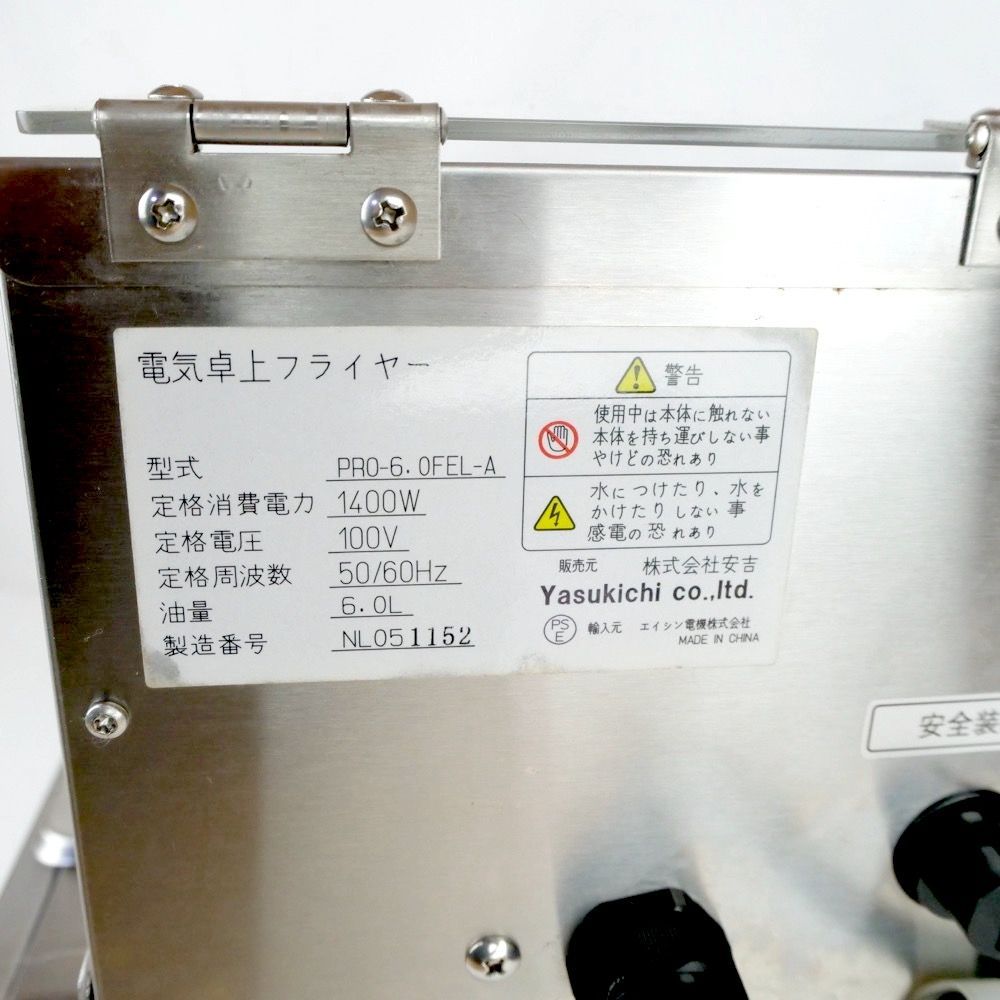 電気卓上フライヤー
型式 PRO-6.0FEL-A
定格消費電力 1400W
定格電圧 100V
定格周波数 50/60Hz
油量 6.0L
製造番号 NL051152
警告
使用中は本体に触れない
本体を持ち運びしない事
やけどの恐れあり
水につけたり、水を
かけたりしない事
感電の恐れあり
販売元 株式会社安吉
Yasukichi co.,ltd.
PS
E
輸入元 エイシン電機株式会社
MADE IN CHINA
安全装